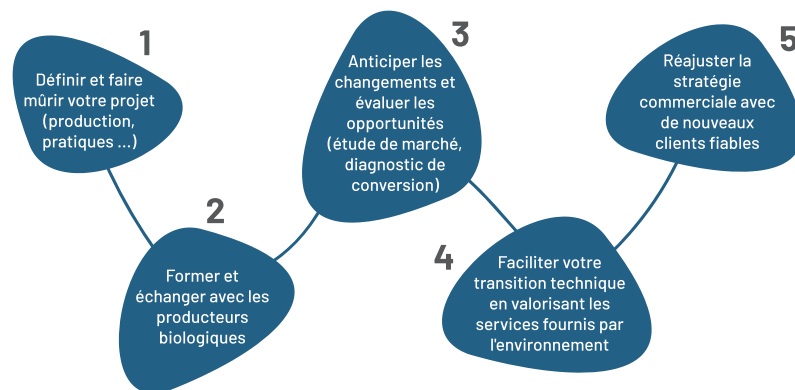 1
Définir et faire
mûrir votre projet
(production,
pratiques ...)
2
Former et
échanger avec les
producteurs
biologiques
3
Anticiper les
changements et
évaluer les
opportunités
(étude de marché,
diagnostic de
conversion)
4
Faciliter votre
transition technique
en valorisant les
services fournis par
l'environnement
5
Réajuster la
stratégie
commerciale avec
de nouveaux
clients fiables